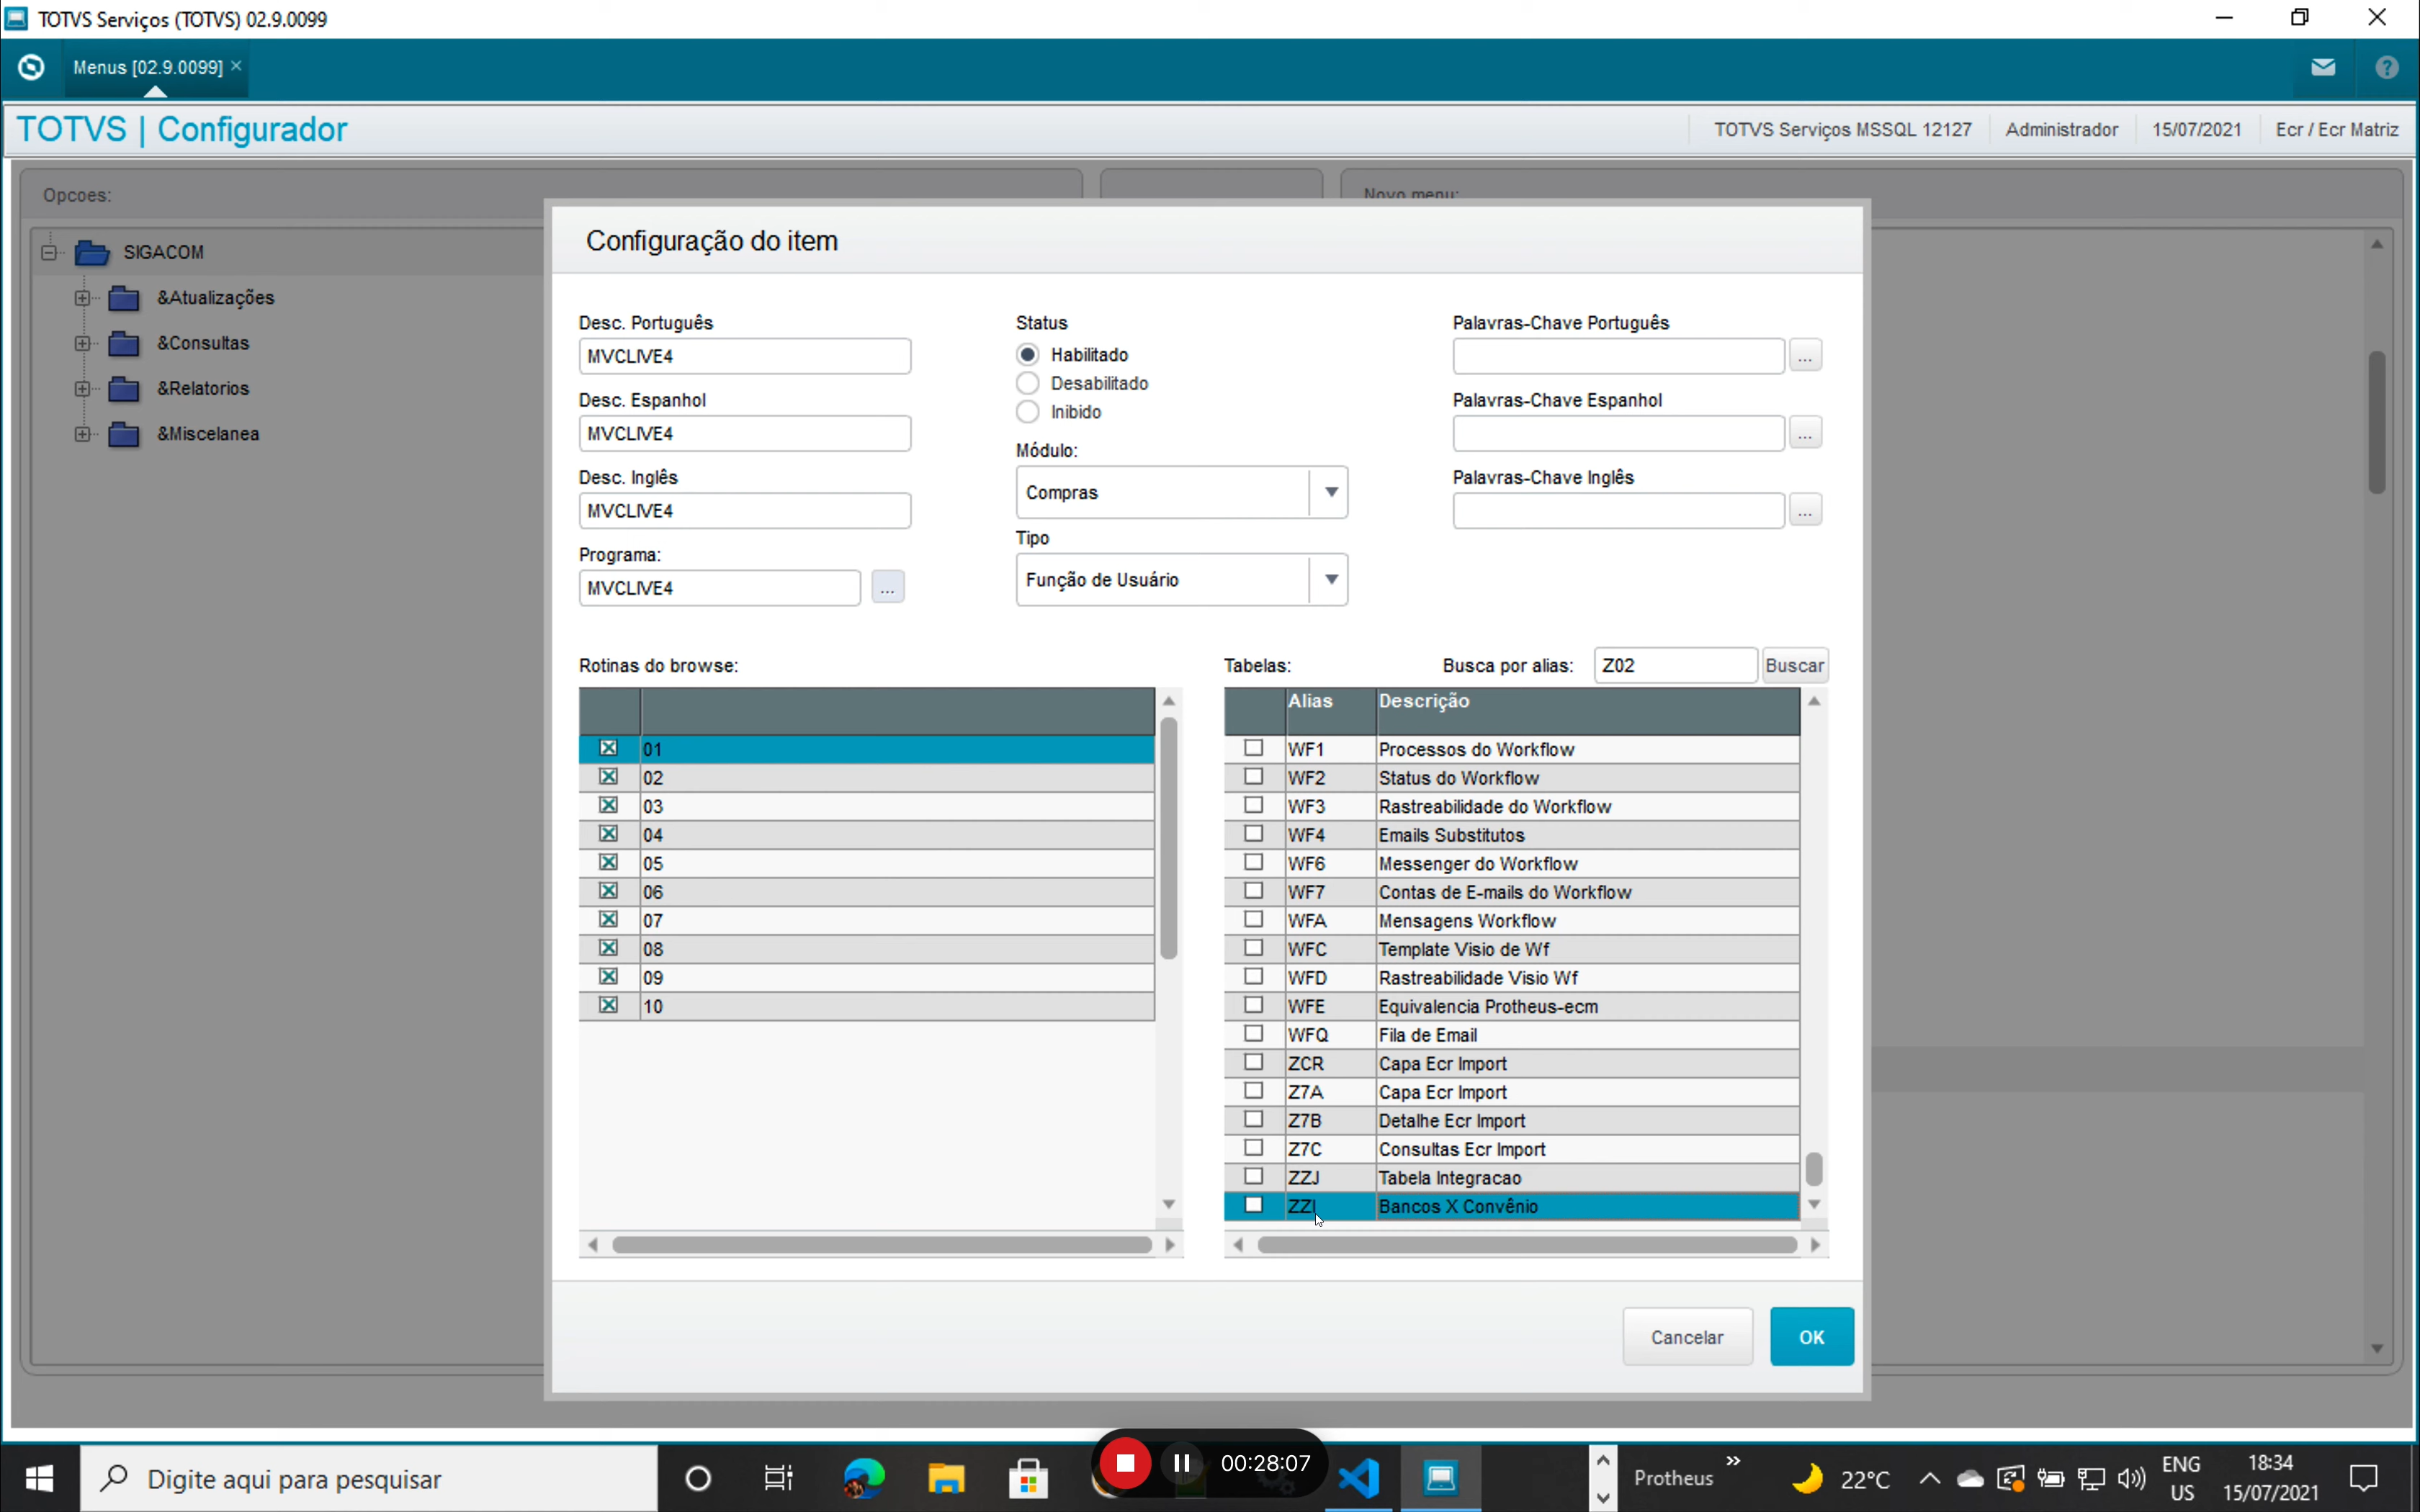 TOTVS Serviços (TOTVS) 02.9.0099
Menus [02.9.0099]
TOTVS | Configurador
TOTVS Serviços MSSQL 12127
Administrador
15/07/2021
Ecr / Ecr Matriz
Opcoes:
Novo menu:
SIGACOM
&Atualizações
&Consultas
&Relatorios
&Miscelanea
Configuração do item
Desc. Português
MVCLIVE4
Desc. Espanhol
MVCLIVE4
Desc. Inglês
MVCLIVE4
Programa:
MVCLIVE4
...
Status
Habilitado
Desabilitado
Inibido
Módulo:
Compras
Tipo
Função de Usuário
Palavras-Chave Português
...
Palavras-Chave Espanhol
...
Palavras-Chave Inglês
...
Rotinas do browse:
01
02
03
04
05
06
07
08
09
10
Tabelas:
Busca por alias:
Z02
Buscar
Alias Descrição
WF1 Processos do Workflow
WF2 Status do Workflow
WF3 Rastreabilidade do Workflow
WF4 Emails Substitutos
WF6 Messenger do Workflow
WF7 Contas de E-mails do Workflow
WFA Mensagens Workflow
WFC Template Visio de Wf
WFD Rastreabilidade Visio Wf
WFE Equivalencia Protheus-ecm
WFQ Fila de Email
ZCR Capa Ecr Import
Z7A Capa Ecr Import
Z7B Detalhe Ecr Import
Z7C Consultas Ecr Import
ZZJ Tabela Integracao
Bancos X Convênio
Cancelar
OK
Digite aqui para pesquisar
00:28:07
Protheus
22°C
ENG
US
18:34
15/07/2021